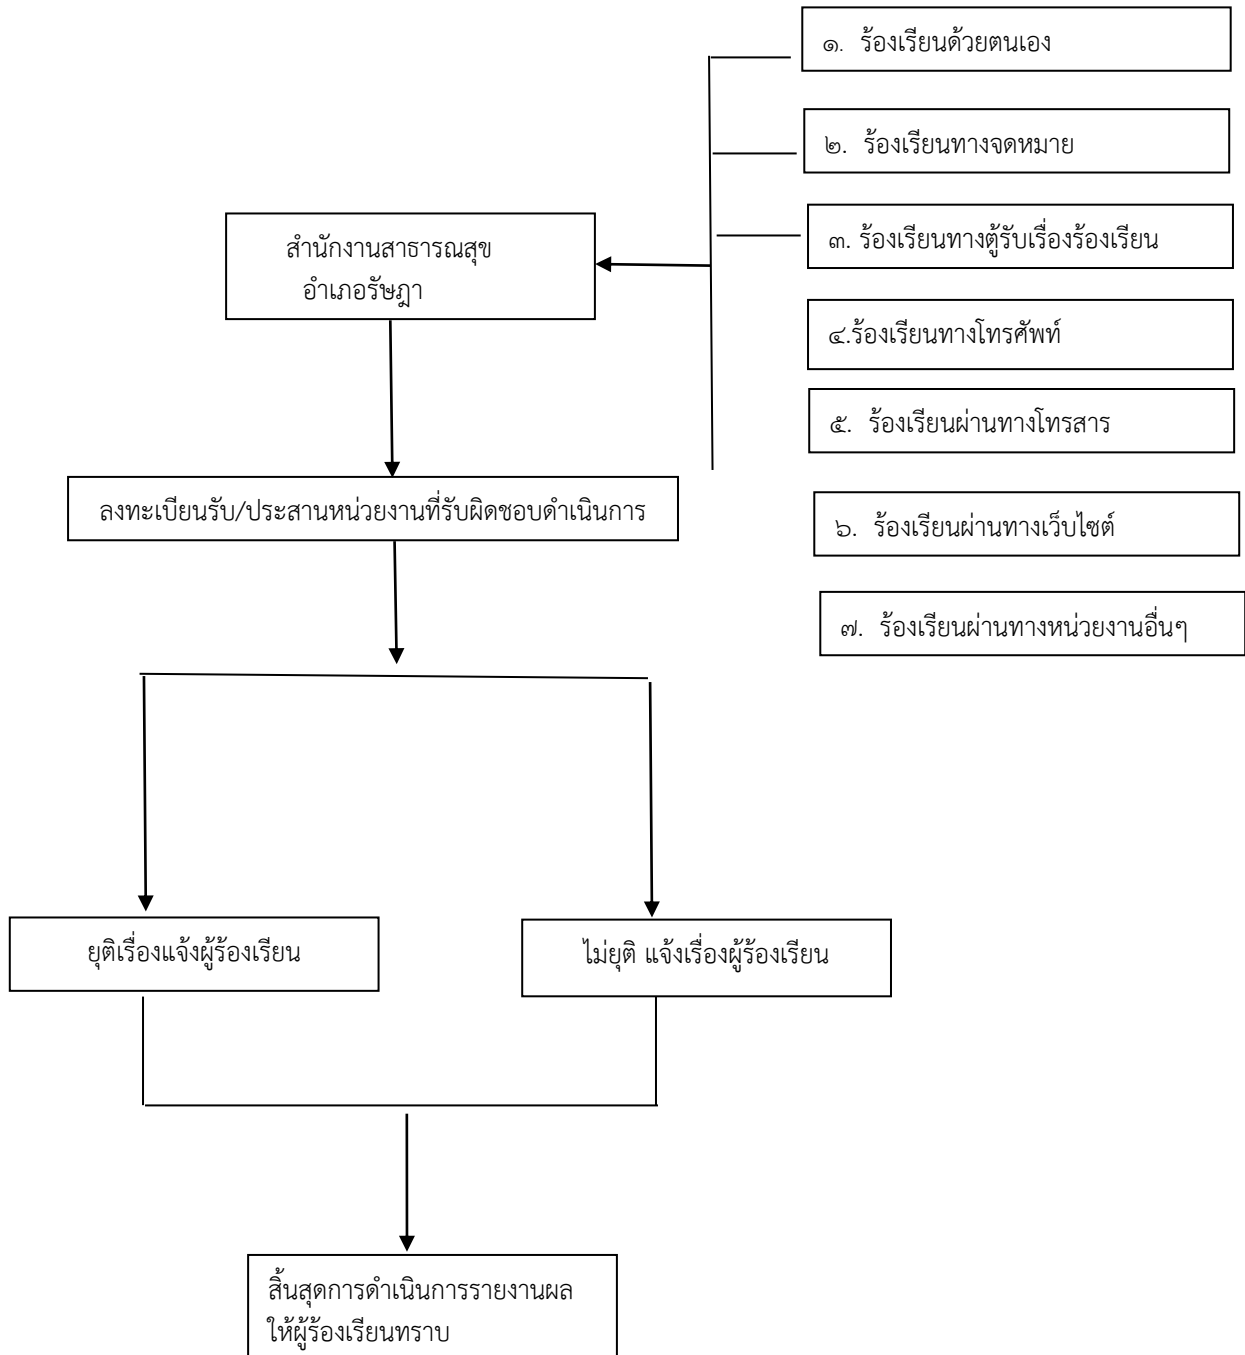 ๑. ร้องเรียนด้วยตนเอง
๒. ร้องเรียนทางจดหมาย
๓. ร้องเรียนทางตู้รับเรื่องร้องเรียน
สำนักงานสาธารณสุข
อำเภอรัษฎา
๔.ร้องเรียนทางโทรศัพท์
๕. ร้องเรียนผ่านทางโทรสาร
ลงทะเบียนรับ/ประสานหน่วยงานที่รับผิดชอบดำเนินการ
๖. ร้องเรียนผ่านทางเว็บไซต์
๗. ร้องเรียนผ่านทางหน่วยงานอื่นๆ
ยุติเรื่องแจ้งผู้ร้องเรียน
ไม่ยุติ แจ้งเรื่องผู้ร้องเรียน
สิ้นสุดการดำเนินการรายงานผล
ให้ผู้ร้องเรียนทราบ